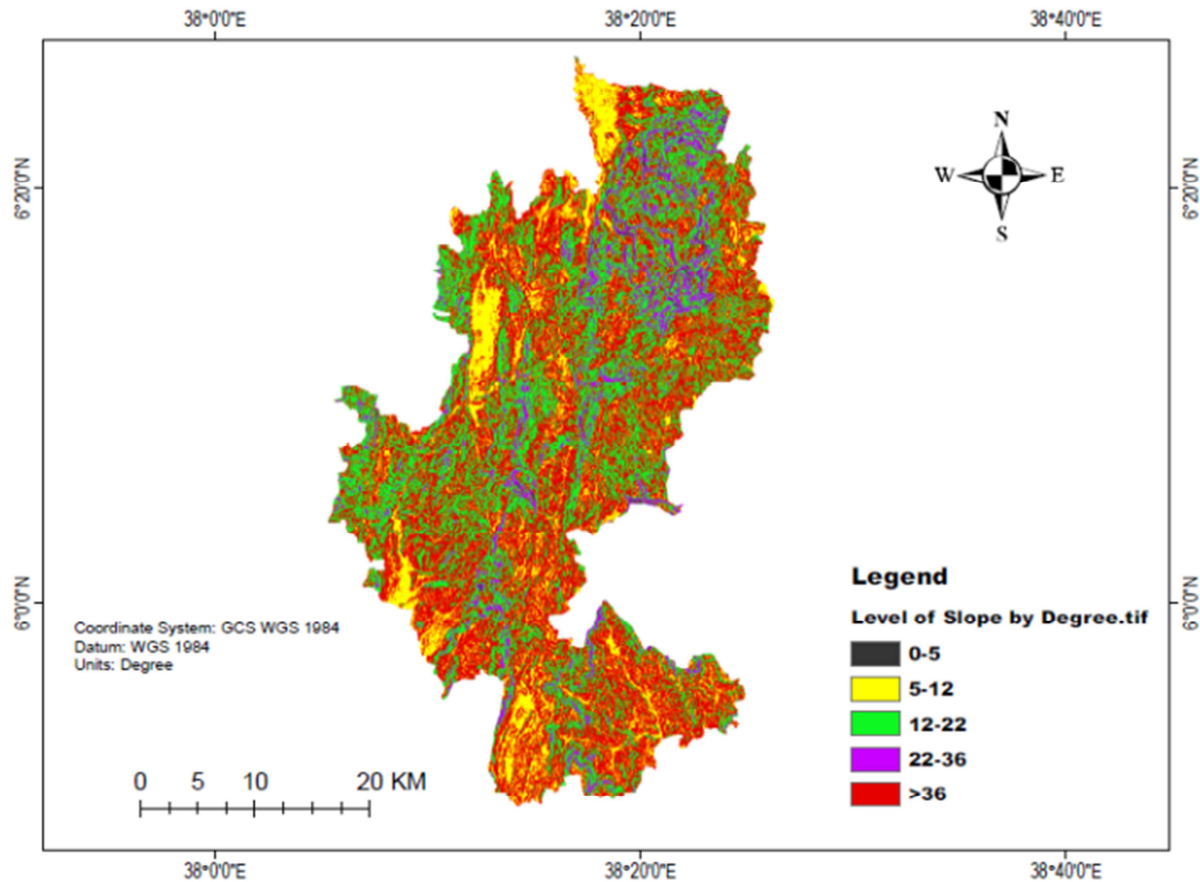 38°0'0"E 38°20'0"E 38°40'0"E
N
W E
S
6°20'0"N 6°20'0"N
6°0'0"N 6°0'0"N
Legend
Level of Slope by Degree.tif
0-5
5-12
12-22
22-36
>36
Coordinate System: GCS WGS 1984
Datum: WGS 1984
Units: Degree
0 5 10 20 KM
38°0'0"E 38°20'0"E 38°40'0"E